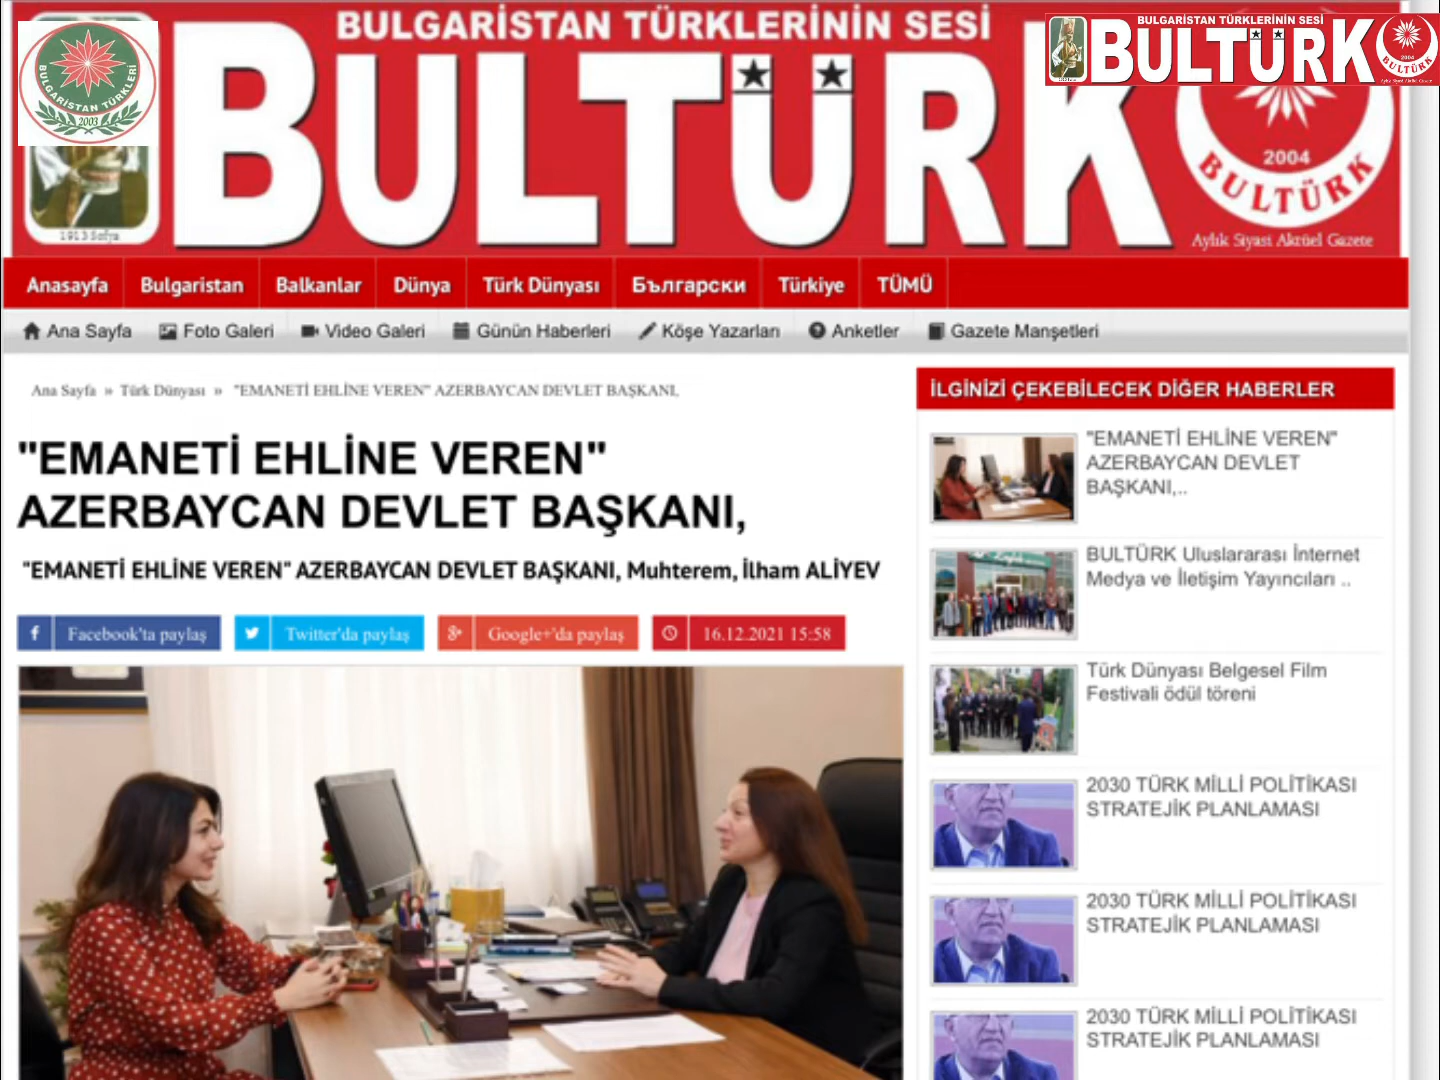 BULGARİSTAN TÜRKLERİNİN SESİ
BULTÜRK
BULGARİSTAN TÜRKLERİ
2003
1913 Sofya
BULGARİSTAN TÜRKLERİNİN SESİ
BULTÜRK
2004
BULTÜRK
2004
BULTÜRK
Aylık Siyasi Aktüel Gazete
Anasayfa Bulgaristan Balkanlar Dünya Türk Dünyası Български Türkiye TÜMÜ
Ana Sayfa Foto Galeri Video Galeri Günün Haberleri Köşe Yazarları Anketler Gazete Manşetleri
Ana Sayfa » Türk Dünyası » "EMANETİ EHLİNE VEREN" AZERBAYCAN DEVLET BAŞKANI,
"EMANETİ EHLİNE VEREN"
AZERBAYCAN DEVLET BAŞKANI,
"EMANETİ EHLİNE VEREN" AZERBAYCAN DEVLET BAŞKANI, Muhterem, İlham ALİYEV
Facebook'ta paylaş Twitter'da paylaş Google+'da paylaş 16.12.2021 15:58
İLGİNİZİ ÇEKEBİLECEK DİĞER HABERLER
"EMANETİ EHLİNE VEREN"
AZERBAYCAN DEVLET
BAŞKANI,..
BULTÜRK Uluslararası İnternet
Medya ve İletişim Yayıncıları ..
Türk Dünyası Belgesel Film
Festivali ödül töreni
2030 TÜRK MİLLİ POLİTİKASI
STRATEJİK PLANLAMASI
2030 TÜRK MİLLİ POLİTİKASI
STRATEJİK PLANLAMASI
2030 TÜRK MİLLİ POLİTİKASI
STRATEJİK PLANLAMASI